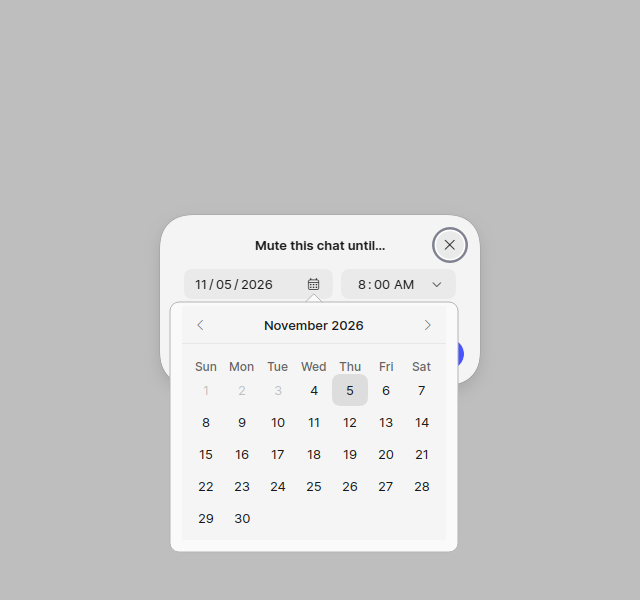 Mute this chat until...
11/05/2026 8:00 AM
November 2026
Sun Mon Tue Wed Thu Fri Sat
1 2 3 4 5 6 7
8 9 10 11 12 13 14
15 16 17 18 19 20 21
22 23 24 25 26 27 28
29 30